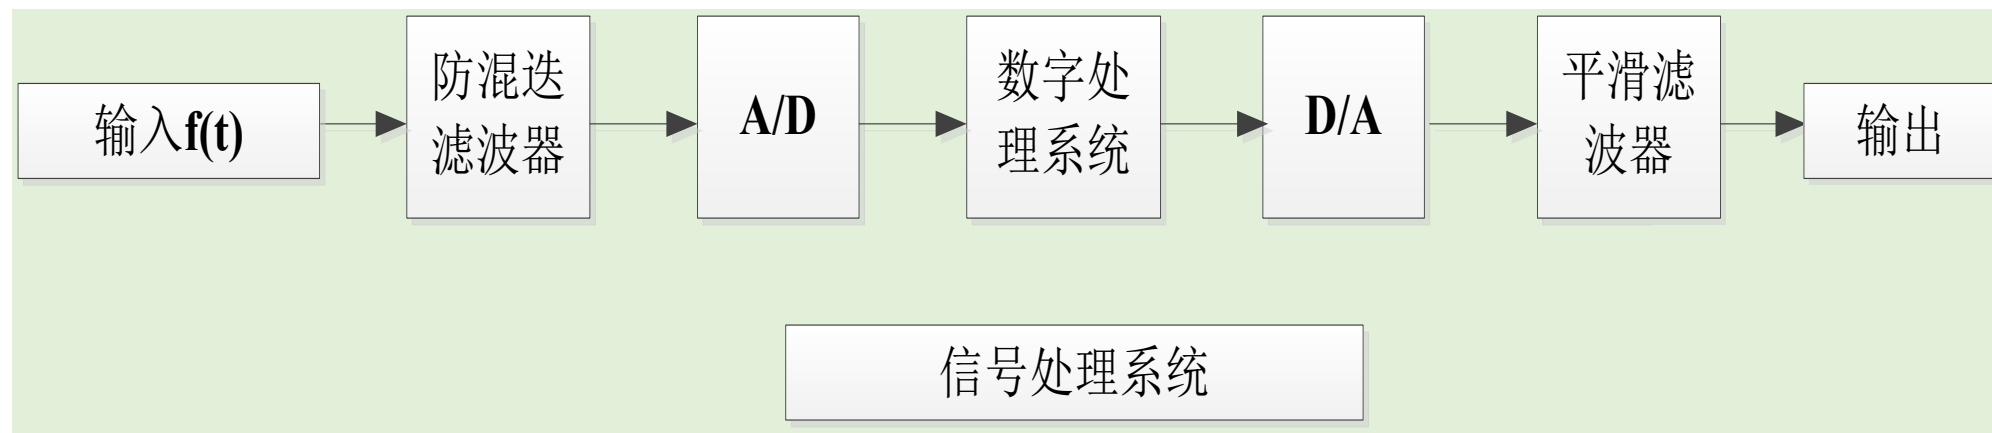 输入f(t)
防混迭
滤波器
A/D
数字处
理系统
D/A
平滑滤
波器
输出
信号处理系统